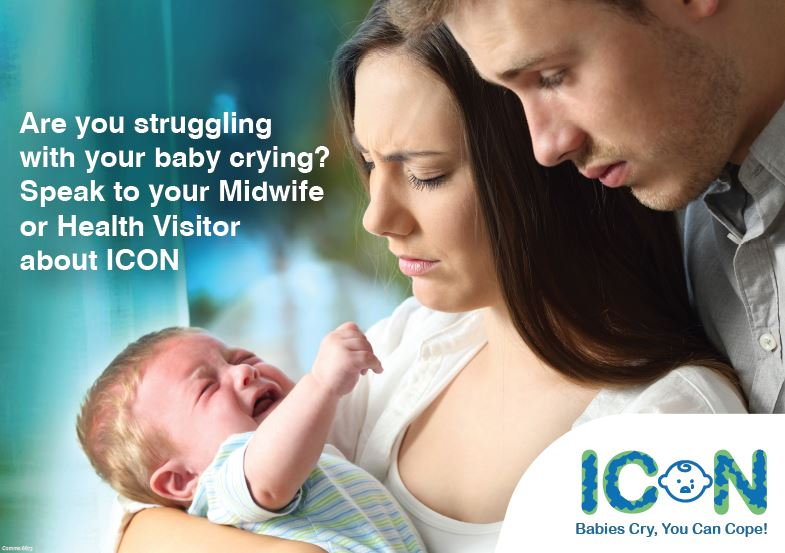 Are you struggling
with your baby crying?
Speak to your Midwife
or Health Visitor
about ICON
ICON
Babies Cry, You Can Cope!